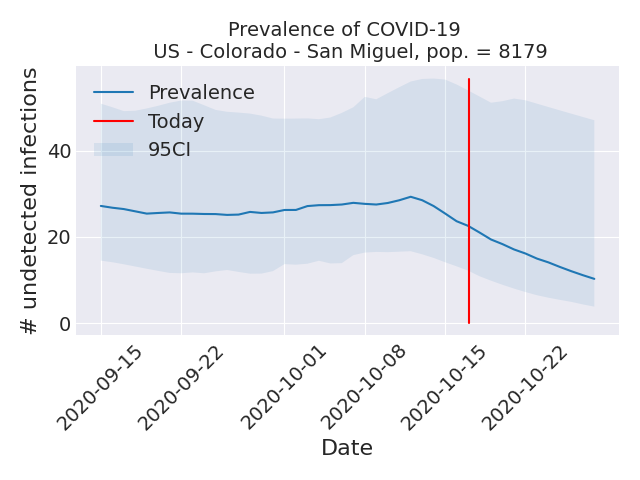 Prevalence of COVID-19
US - Colorado - San Miguel, pop. = 8179
# undetected infections
40
20
0
Prevalence
Today
95CI
2020-09-15
2020-09-22
2020-10-01
2020-10-08
2020-10-15
2020-10-22
Date